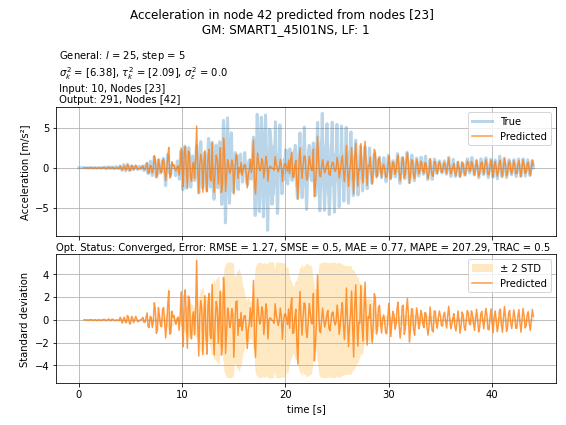 Acceleration in node 42 predicted from nodes [23]
GM: SMART1_45I01NS, LF: 1
General: l = 25, step = 5
σ²ₖ = [6.38], τ²ₖ = [2.09], σ²ₑ = 0.0
Input: 10, Nodes [23]
Output: 291, Nodes [42]
Acceleration [m/s²]
5
0
−5
True
Predicted
Opt. Status: Converged, Error: RMSE = 1.27, SMSE = 0.5, MAE = 0.77, MAPE = 207.29, TRAC = 0.5
Standard deviation
4
2
0
−2
−4
± 2 STD
Predicted
0 10 20 30 40
time [s]